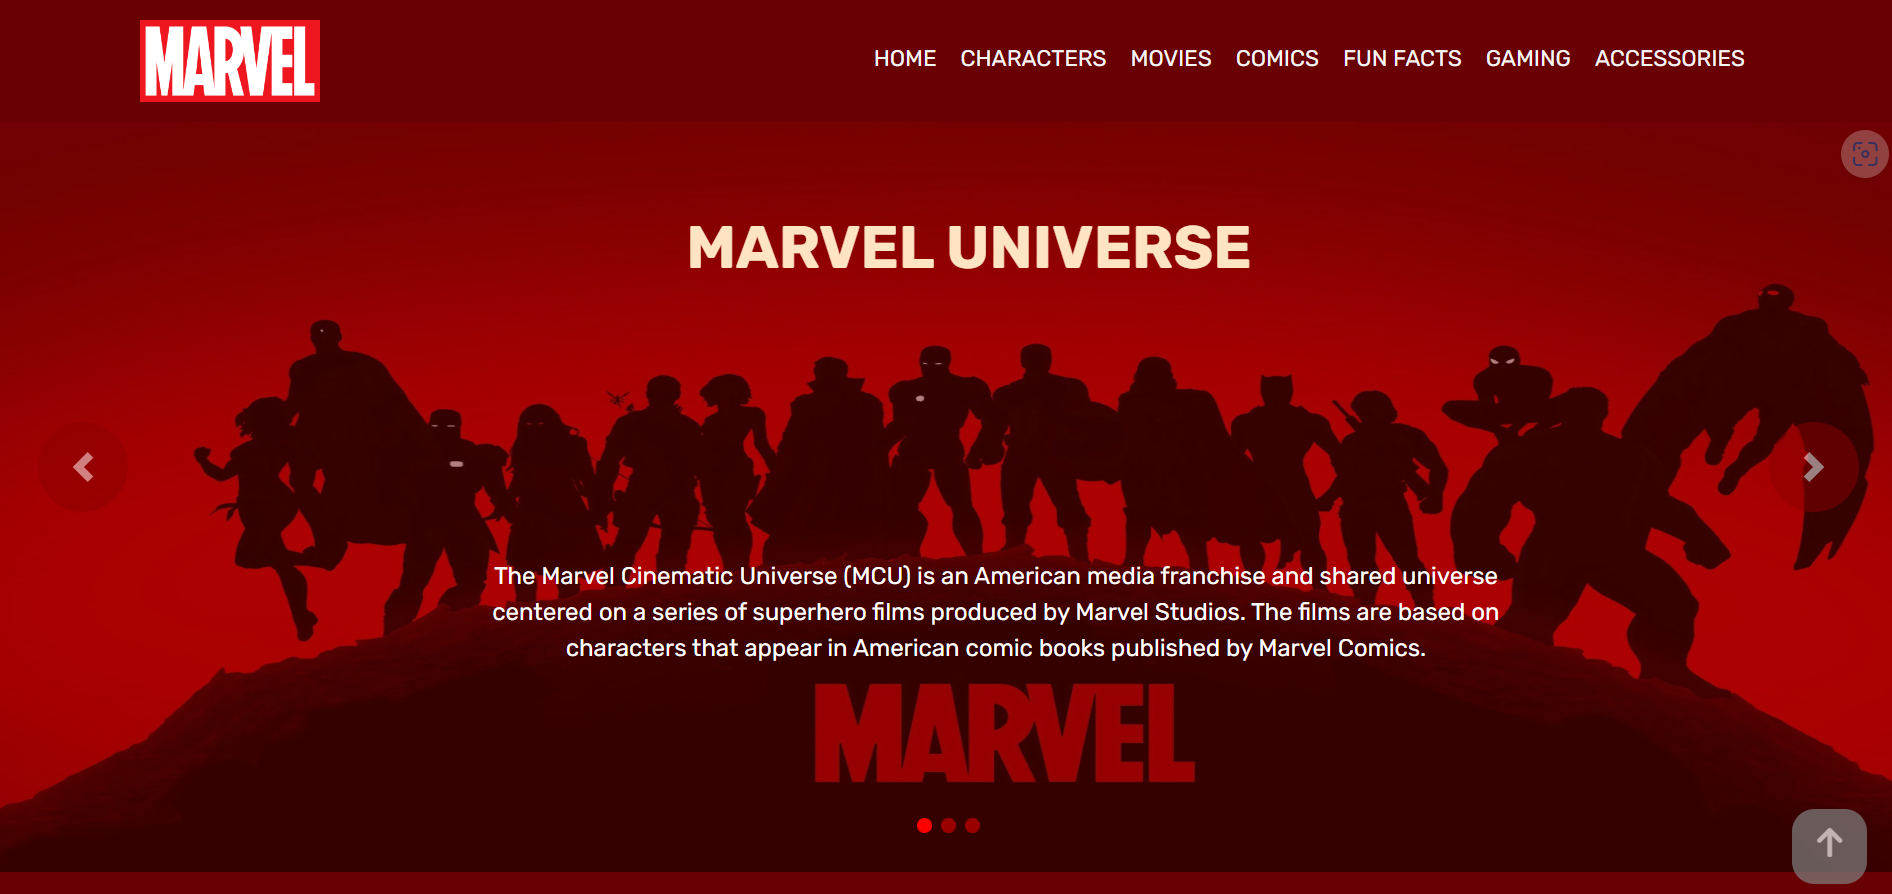 MARVEL
HOME CHARACTERS MOVIES COMICS FUN FACTS GAMING ACCESSORIES
MARVEL UNIVERSE
The Marvel Cinematic Universe (MCU) is an American media franchise and shared universe
centered on a series of superhero films produced by Marvel Studios. The films are based on
characters that appear in American comic books published by Marvel Comics.
MARVEL